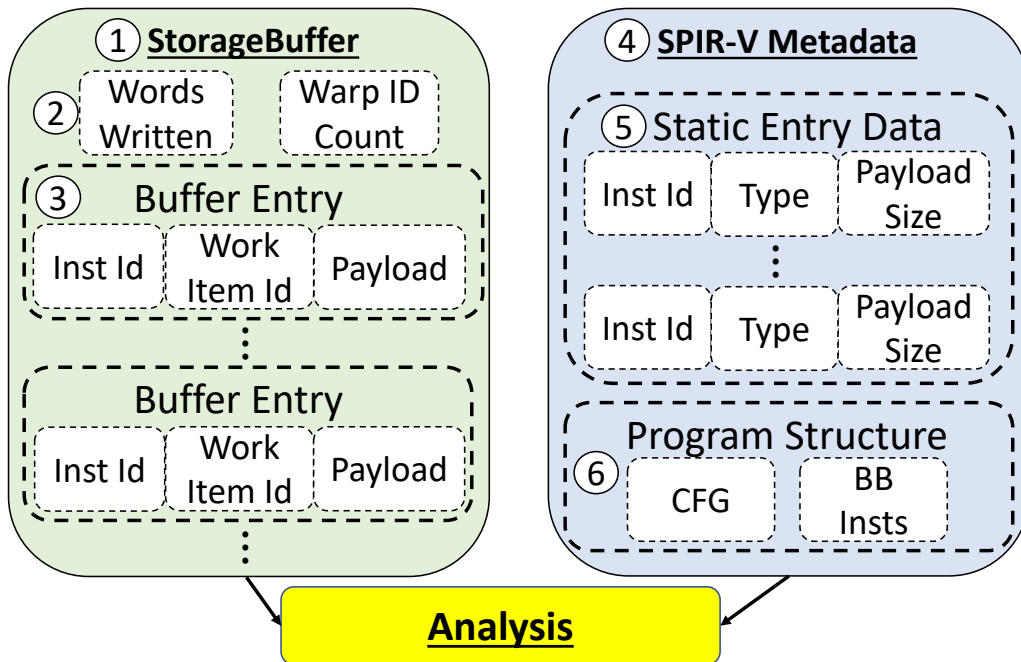 1 StorageBuffer
2 Words
Written
Warp ID
Count
3
Buffer Entry
Inst Id
Work
Item Id
Payload
Buffer Entry
Inst Id
Work
Item Id
Payload
4 SPIR-V Metadata
5 Static Entry Data
Inst Id
Type
Payload
Size
Inst Id
Type
Payload
Size
Program Structure
6
CFG
BB
Insts
Analysis